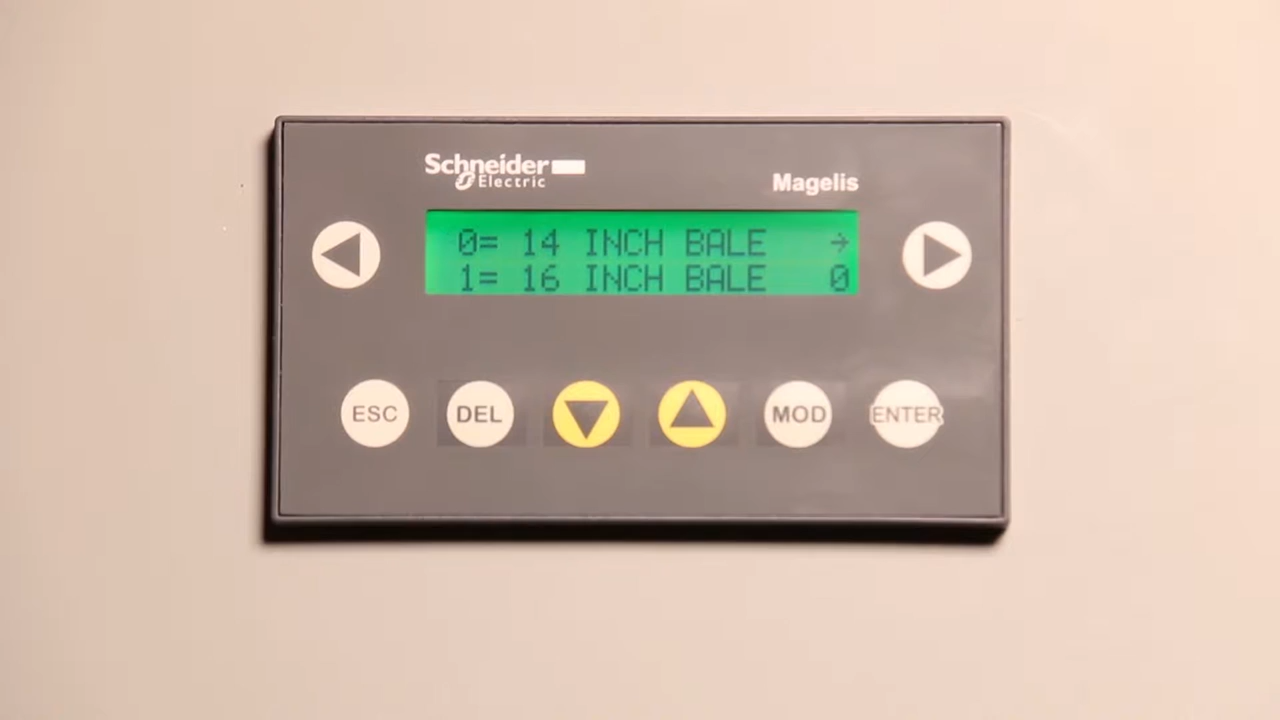 Schneider
Electric
Magelis
0= 14 INCH BALE →
1= 16 INCH BALE 0
ESC DEL MOD ENTER